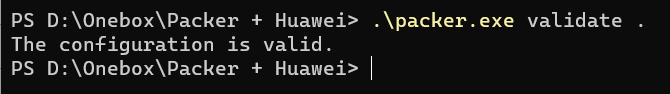 PS D:\Onebox\Packer + Huawei> .\packer.exe validate .
The configuration is valid.
PS D:\Onebox\Packer + Huawei>